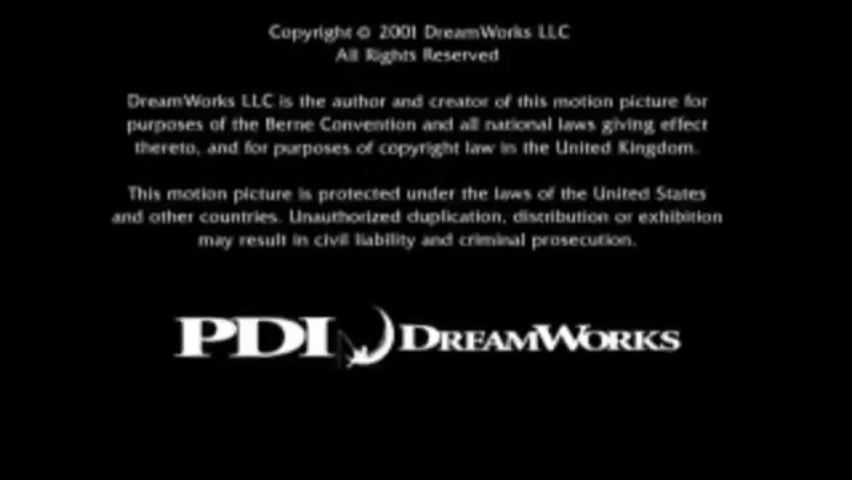 Copyright © 2001 DreamWorks LLC
All Rights Reserved
DreamWorks LLC is the author and creator of this motion picture for
purposes of the Berne Convention and all national laws giving effect
thereto, and for purposes of copyright law in the United Kingdom.
This motion picture is protected under the laws of the United States
and other countries. Unauthorized duplication, distribution or exhibition
may result in civil liability and criminal prosecution.
PDI DREAMWORKS